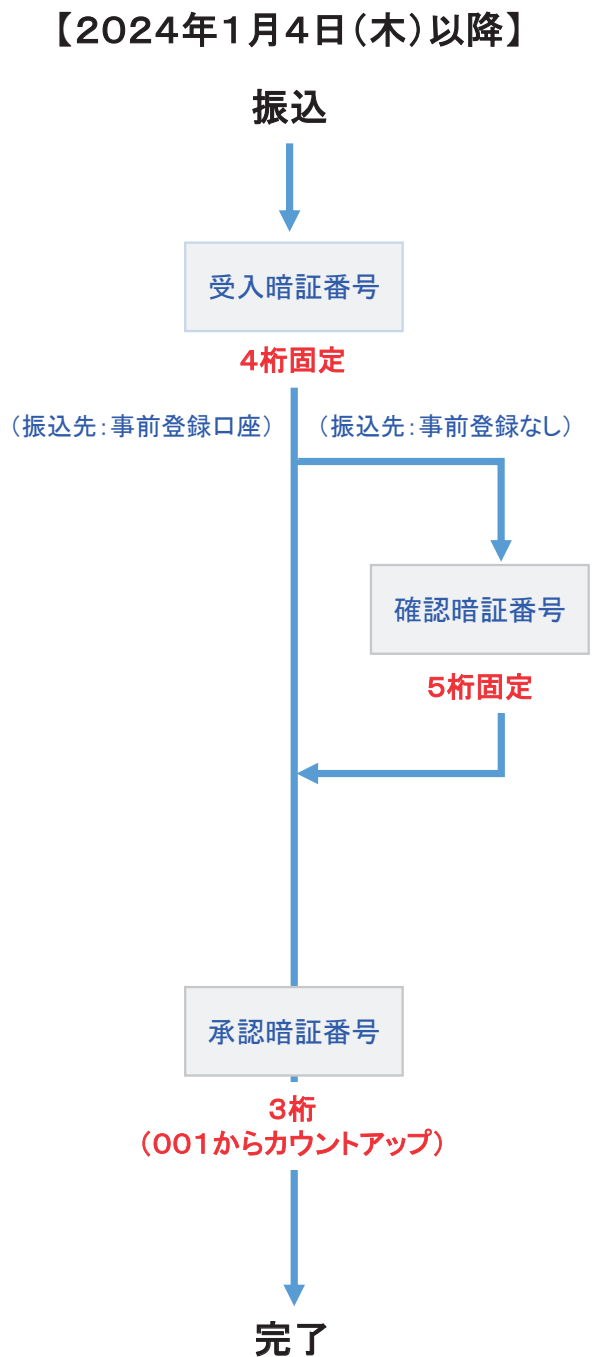 【2024年1月4日（木）以降】
振込
受入暗証番号
4桁固定
（振込先：事前登録口座）
（振込先：事前登録なし）
確認暗証番号
5桁固定
承認暗証番号
3桁
（001からカウントアップ）
完了